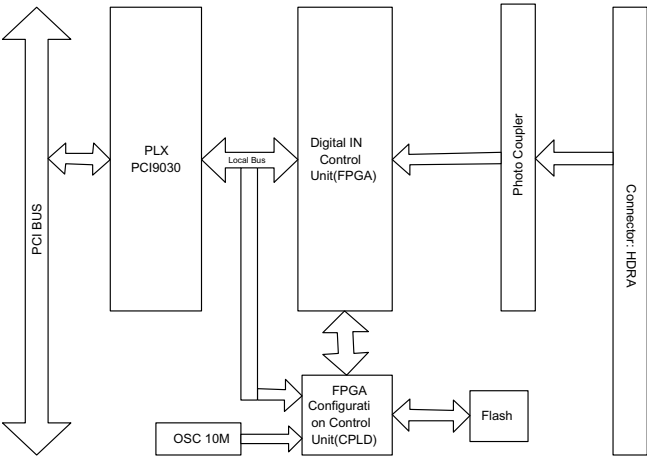 PCI BUS
PLX
PCI9030
Local Bus
Digital IN
Control
Unit(FPGA)
Photo Coupler
Connector: HDRA
FPGA
Configurati
on Control
Unit(CPLD)
OSC 10M
Flash